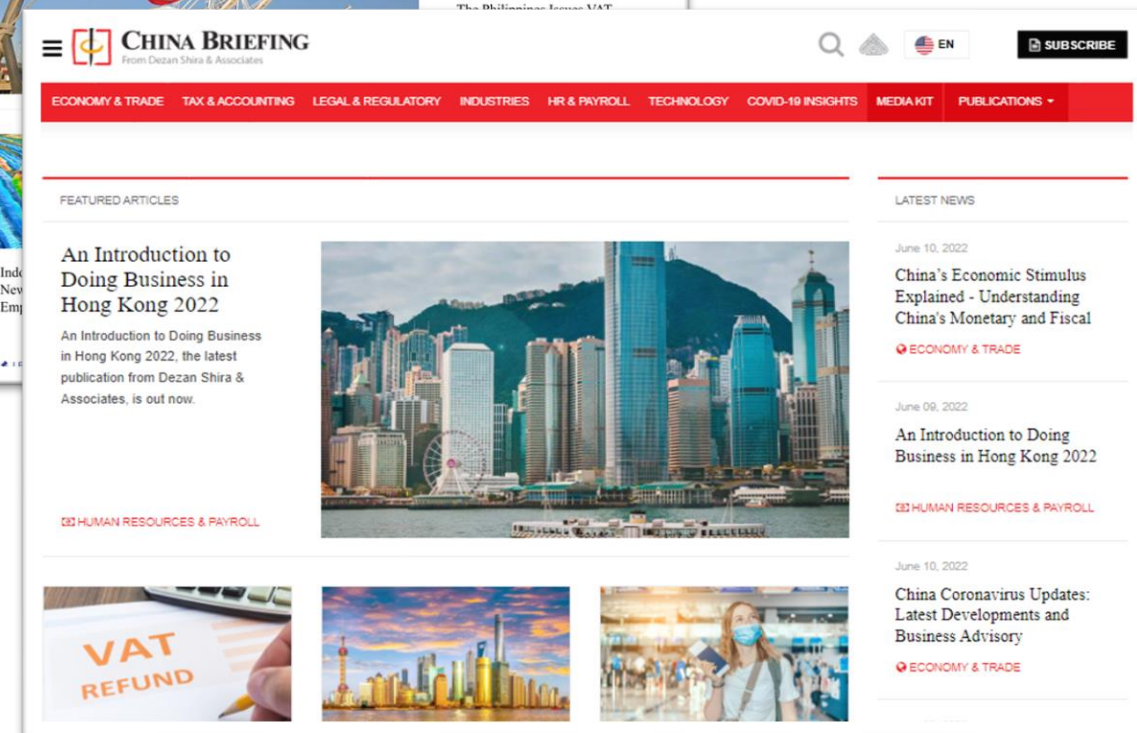 The Philippines Issues VAT
CHINA BRIEFING
From Dezan Shira & Associates
EN
SUBSCRIBE
ECONOMY & TRADE TAX & ACCOUNTING LEGAL & REGULATORY INDUSTRIES HR & PAYROLL TECHNOLOGY COVID-19 INSIGHTS MEDIA KIT PUBLICATIONS
FEATURED ARTICLES
An Introduction to
Doing Business in
Hong Kong 2022
An Introduction to Doing Business
in Hong Kong 2022, the latest
publication from Dezan Shira &
Associates, is out now.
HUMAN RESOURCES & PAYROLL
VAT
REFUND
LATEST NEWS
June 10, 2022
China's Economic Stimulus
Explained - Understanding
China's Monetary and Fiscal
ECONOMY & TRADE
June 09, 2022
An Introduction to Doing
Business in Hong Kong 2022
HUMAN RESOURCES & PAYROLL
June 10, 2022
China Coronavirus Updates:
Latest Developments and
Business Advisory
ECONOMY & TRADE